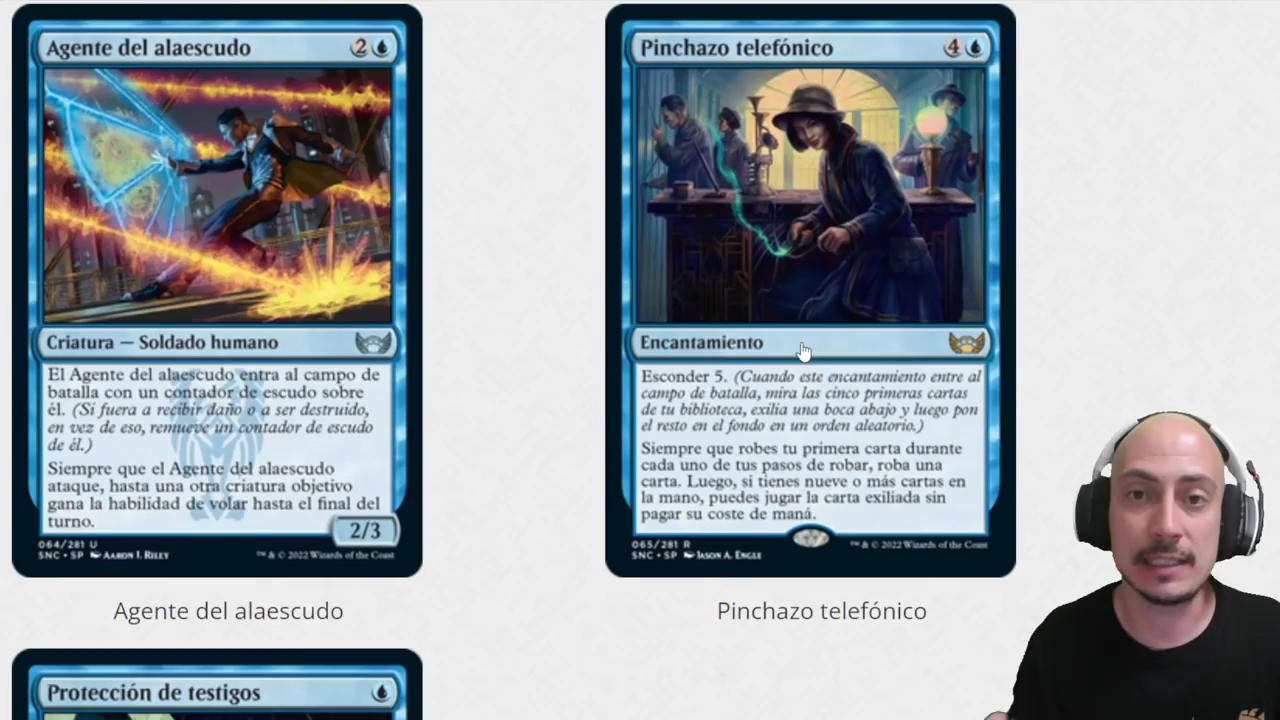 Agente del alaescudo 2
Criatura — Soldado humano
El Agente del alaescudo entra al campo de
batalla con un contador de escudo sobre
él. (Si fuera a recibir daño o a ser destruido,
en vez de eso, remueve un contador de escudo
de él.)
Siempre que el Agente del alaescudo
ataque, hasta una otra criatura objetivo
gana la habilidad de volar hasta el final del
turno.
2/3
064/281 U
SNC • SP AARON J. RILEY
™ & © 2022 Wizards of the Coast
Agente del alaescudo
Pinchazo telefónico 4
Encantamiento
Esconder 5. (Cuando este encantamiento entre al
campo de batalla, mira las cinco primeras cartas
de tu biblioteca, exilia una boca abajo y luego pon
el resto en el fondo en un orden aleatorio.)
Siempre que robes tu primera carta durante
cada uno de tus pasos de robar, roba una
carta. Luego, si tienes nueve o más cartas en
la mano, puedes jugar la carta exiliada sin
pagar su coste de maná.
065/281 R
SNC • SP JASON A. ENGLE
™ & © 2022 Wizards of the Coast
Pinchazo telefónico
Protección de testigos